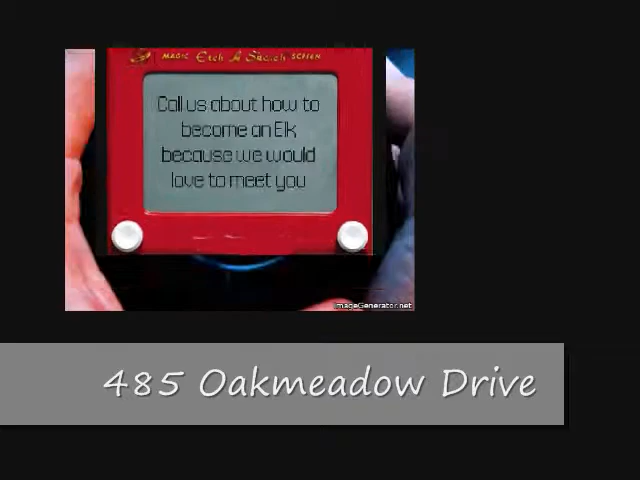 MAGIC Etch A Sketch SCREEN
Call us about how to
become an Elk
because we would
love to meet you
ImageGenerator.net
485 Oakmeadow Drive